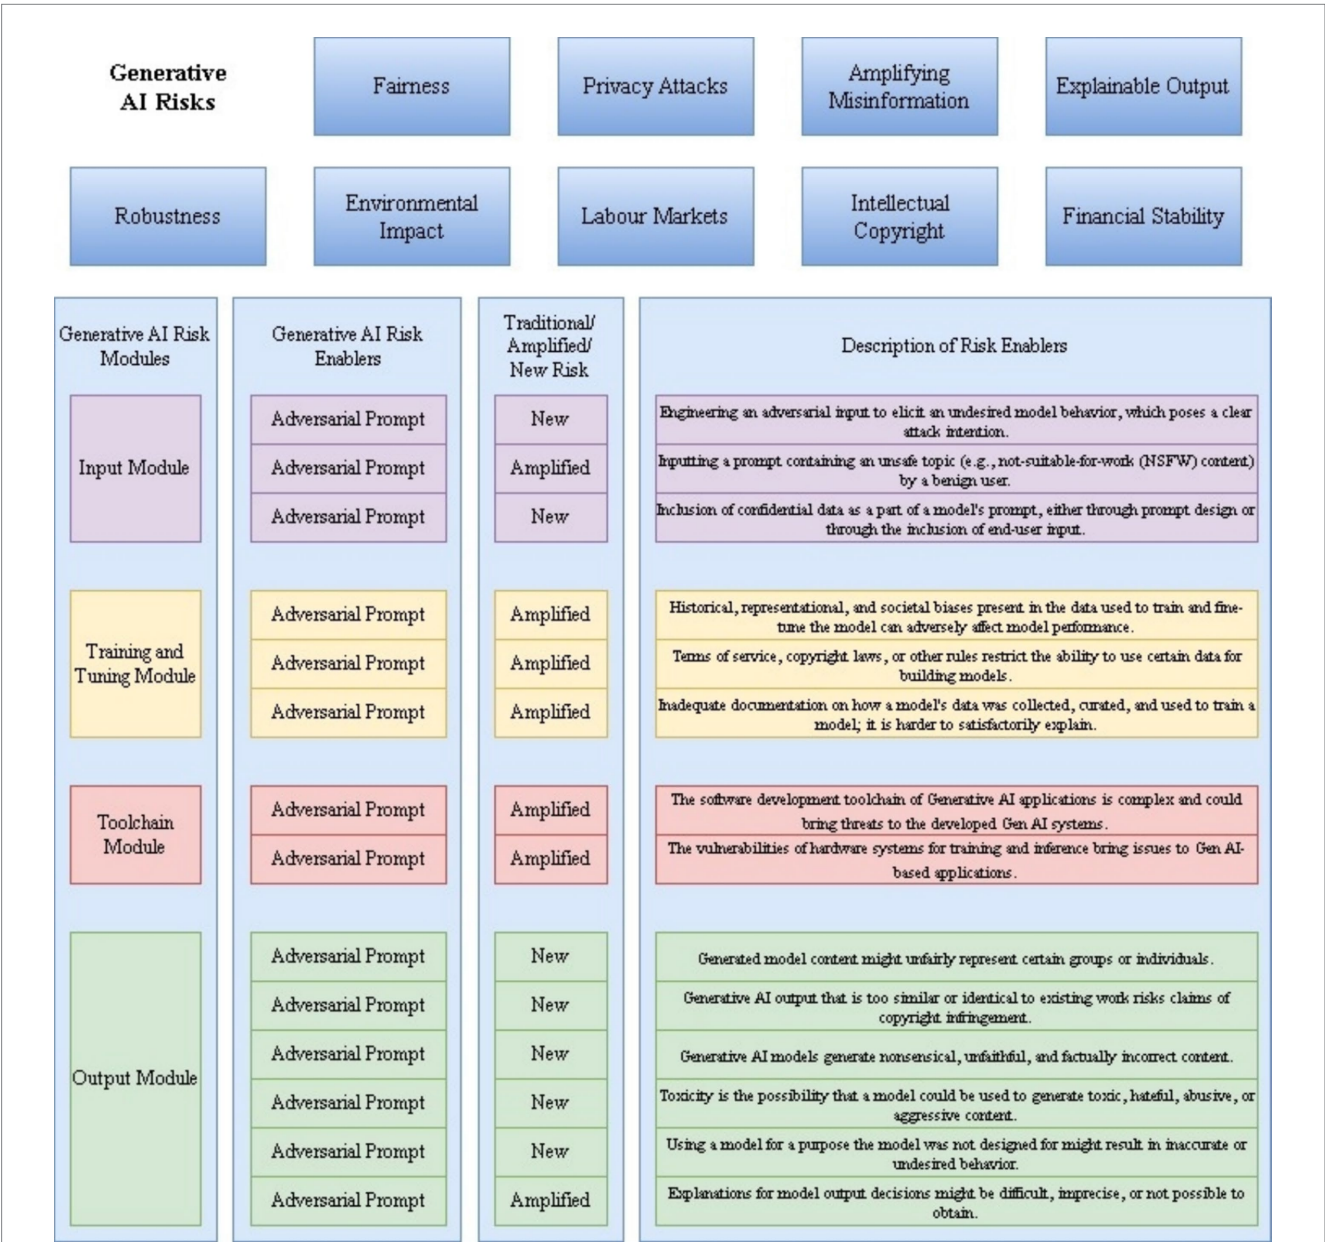 Generative
AI Risks
Fairness
Privacy Attacks
Amplifying
Misinformation
Explainable Output
Robustness
Environmental
Impact
Labour Markets
Intellectual
Copyright
Financial Stability
Generative AI Risk
Modules
Generative AI Risk
Enablers
Traditional/
Amplified/
New Risk
Description of Risk Enablers
Input Module
Adversarial Prompt
New
Engineering an adversarial input to elicit an undesired model behavior, which poses a clear
attack intention.
Adversarial Prompt
Amplified
Inputting a prompt containing an unsafe topic (e.g., not-suitable-for-work (NSFW) content)
by a benign user.
Adversarial Prompt
New
Inclusion of confidential data as a part of a model's prompt, either through prompt design or
through the inclusion of end-user input.
Training and
Tuning Module
Adversarial Prompt
Amplified
Historical, representational, and societal biases present in the data used to train and fine-
tune the model can adversely affect model performance.
Adversarial Prompt
Amplified
Terms of service, copyright laws, or other rules restrict the ability to use certain data for
building models.
Adversarial Prompt
Amplified
Inadequate documentation on how a model's data was collected, curated, and used to train a
model; it is harder to satisfactorily explain.
Toolchain
Module
Adversarial Prompt
Amplified
The software development toolchain of Generative AI applications is complex and could
bring threats to the developed Gen AI systems.
Adversarial Prompt
Amplified
The vulnerabilities of hardware systems for training and inference bring issues to Gen AI-
based applications.
Output Module
Adversarial Prompt
New
Generated model content might unfairly represent certain groups or individuals.
Adversarial Prompt
New
Generative AI output that is too similar or identical to existing work risks claims of
copyright infringement.
Adversarial Prompt
New
Generative AI models generate nonsensical, unfaithful, and factually incorrect content.
Adversarial Prompt
New
Toxicity is the possibility that a model could be used to generate toxic, hateful, abusive, or
aggressive content.
Adversarial Prompt
New
Using a model for a purpose the model was not designed for might result in inaccurate or
undesired behavior.
Adversarial Prompt
Amplified
Explanations for model output decisions might be difficult, imprecise, or not possible to
obtain.